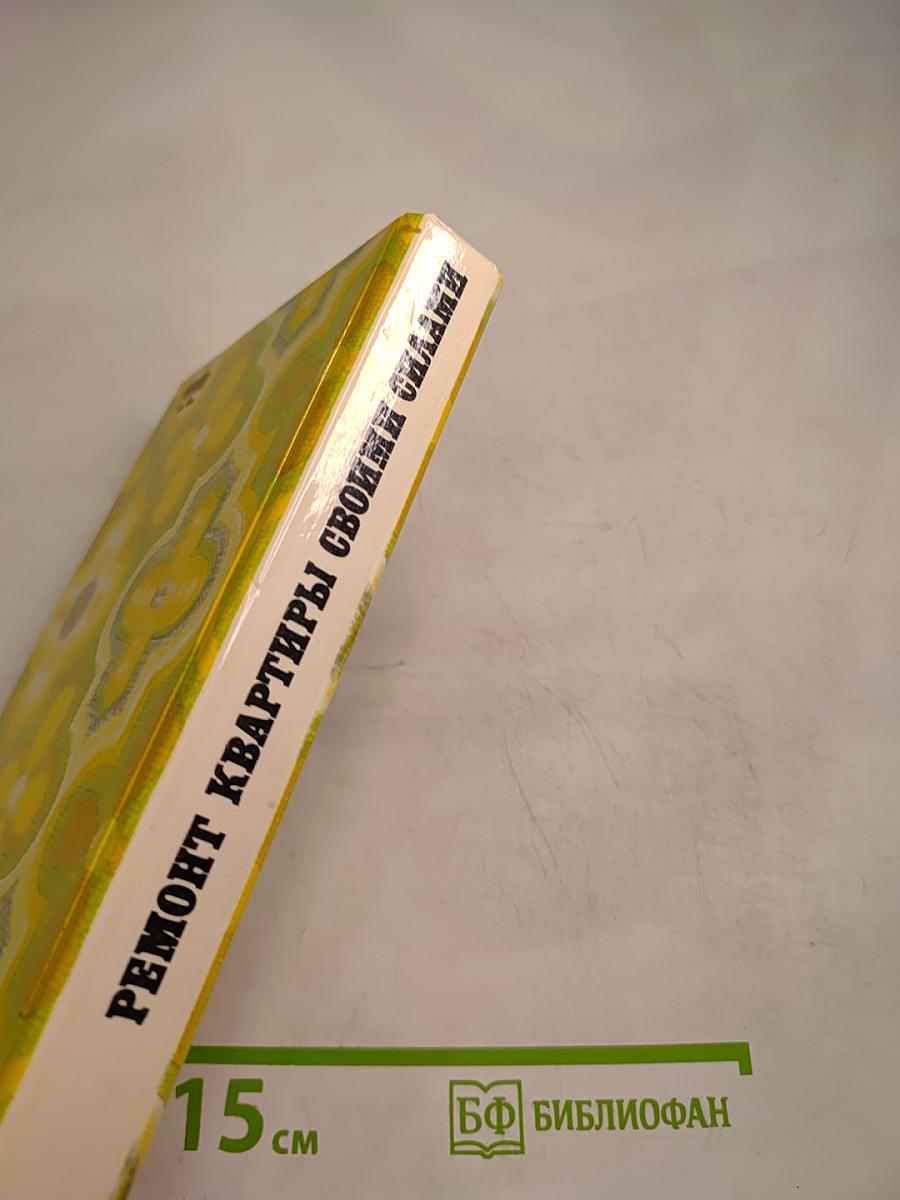 РЕМОНТ КВАРТИРЫ СВОИМИ СИЛАМИ
15 см
БФ БИБЛИОФАН